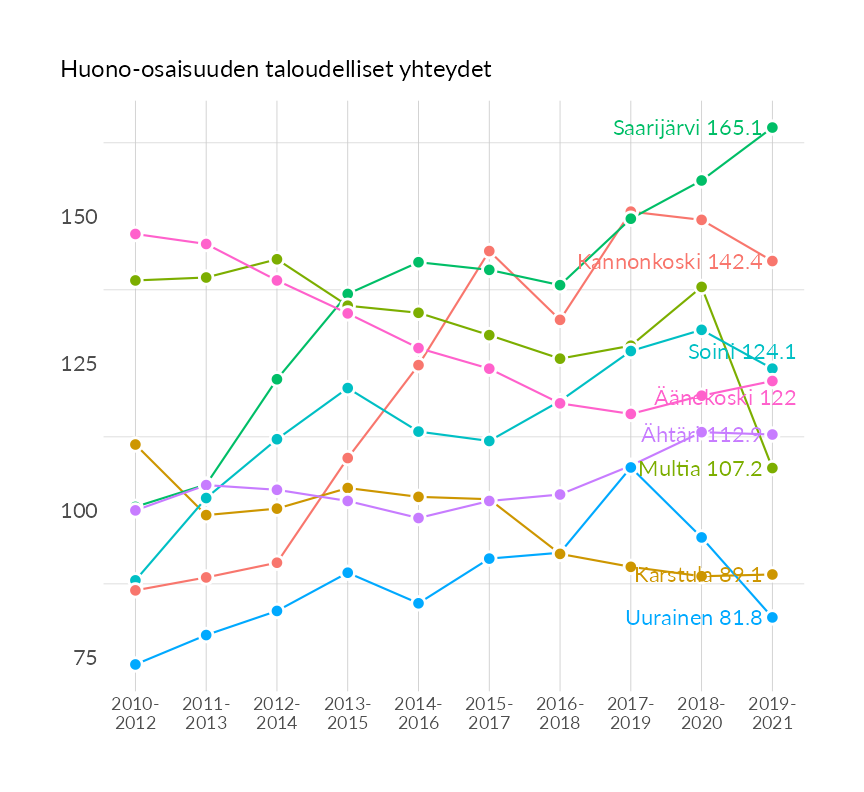 Huono-osaisuuden taloudelliset yhteydet
Saarijärvi 165.1
150
Kannonkoski 142.4
Soini 124.1
125
Äänekoski 122
Ähtäri 112.9
Multia 107.2
100
Karstula 89.1
Uurainen 81.8
75
2010- 2011- 2012- 2013- 2014- 2015- 2016- 2017- 2018- 2019-
2012 2013 2014 2015 2016 2017 2018 2019 2020 2021